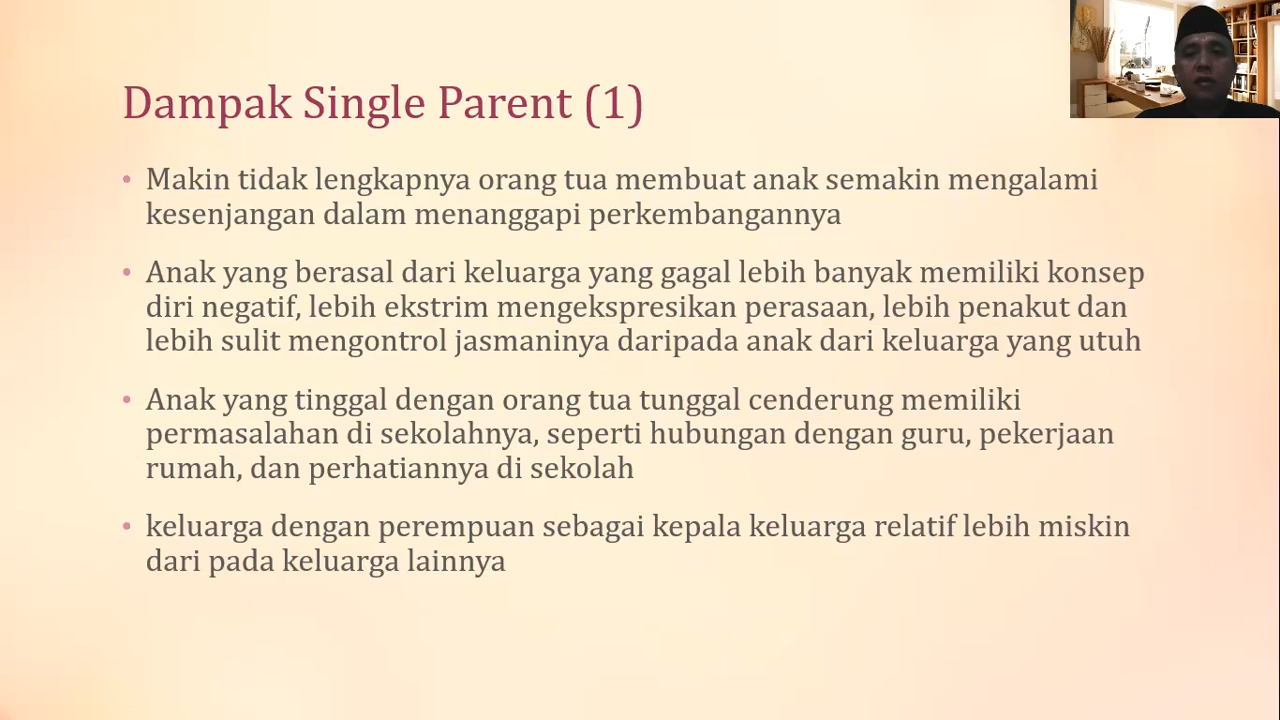 Dampak Single Parent (1)
• Makin tidak lengkapnya orang tua membuat anak semakin mengalami
kesenjangan dalam menanggapi perkembangannya
• Anak yang berasal dari keluarga yang gagal lebih banyak memiliki konsep
diri negatif, lebih ekstrim mengekspresikan perasaan, lebih penakut dan
lebih sulit mengontrol jasmaninya daripada anak dari keluarga yang utuh
• Anak yang tinggal dengan orang tua tunggal cenderung memiliki
permasalahan di sekolahnya, seperti hubungan dengan guru, pekerjaan
rumah, dan perhatiannya di sekolah
• keluarga dengan perempuan sebagai kepala keluarga relatif lebih miskin
dari pada keluarga lainnya